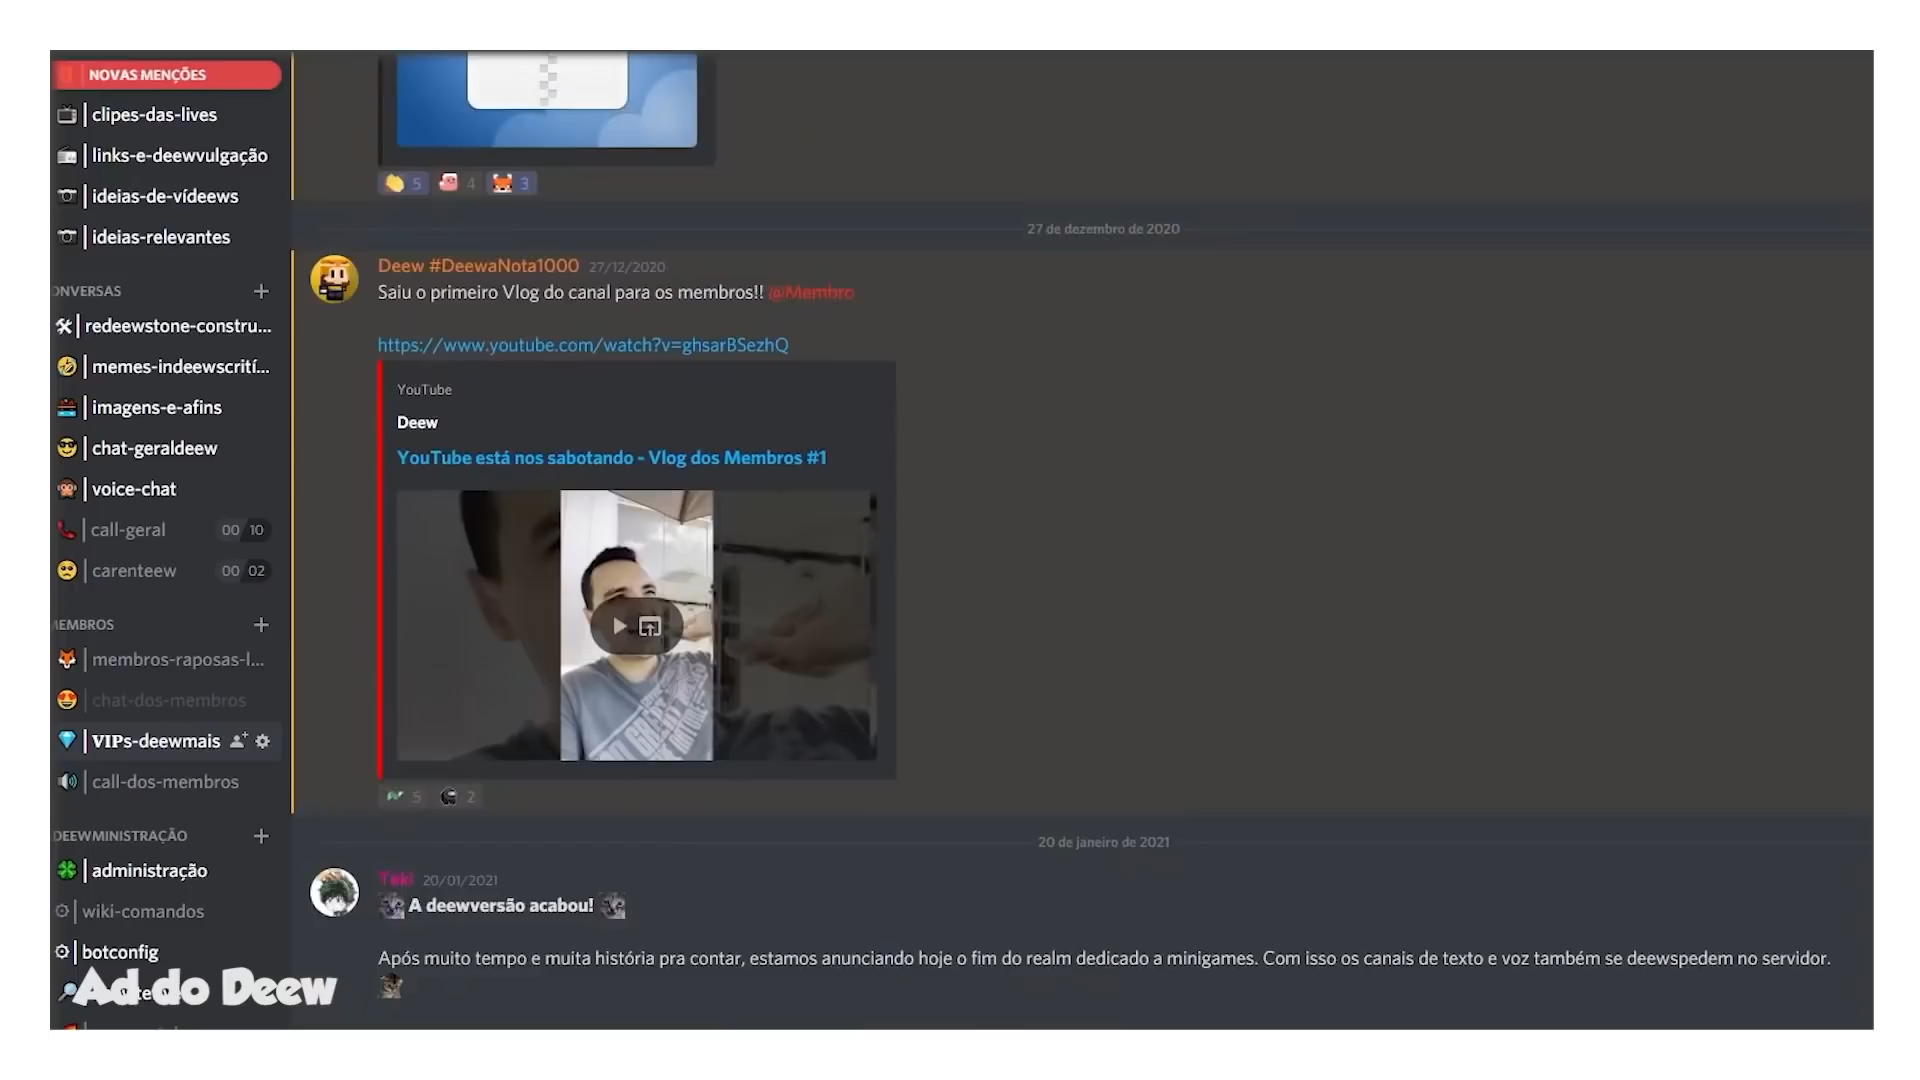 NOVAS MENÇÕES
clipes-das-lives
links-e-deewvulgação
ideias-de-vídeews
ideias-relevantes
ONVERSAS
redeewstone-constru...
memes-indeewscrití...
imagens-e-afins
chat-geraldeew
voice-chat
call-geral 00 10
carenteew 00 02
MEMBROS
membros-raposas-l...
chat-dos-membros
VIPs-deewmais
call-dos-membros
DEEWMINISTRAÇÃO
administração
wiki-comandos
botconfig
Ad do Deew
5 4 3
27 de dezembro de 2020
Deew #DeewaNota1000 27/12/2020
Saiu o primeiro Vlog do canal para os membros!! @Membro
https://www.youtube.com/watch?v=ghsarBSezhQ
YouTube
Deew
YouTube está nos sabotando - Vlog dos Membros #1
5 2
20 de janeiro de 2021
Teki 20/01/2021
A deewversão acabou!
Após muito tempo e muita história pra contar, estamos anunciando hoje o fim do realm dedicado a minigames. Com isso os canais de texto e voz também se deewspedem no servidor.